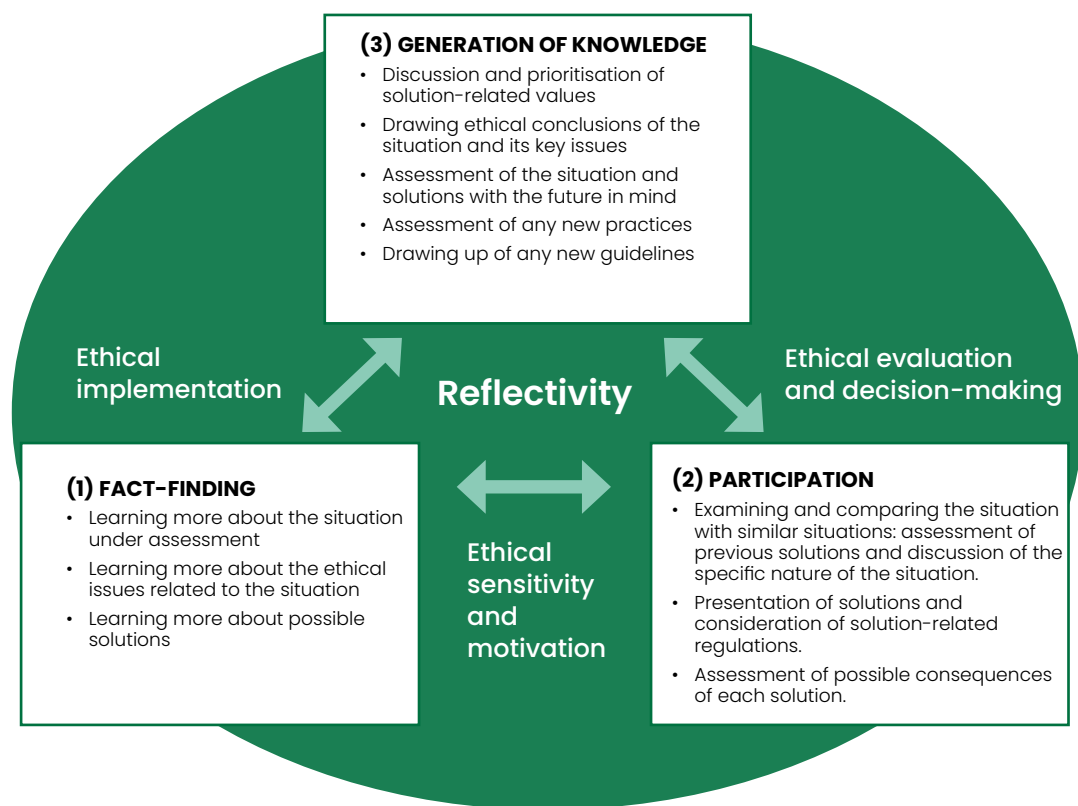 (3) GENERATION OF KNOWLEDGE
• Discussion and prioritisation of
solution-related values
• Drawing ethical conclusions of the
situation and its key issues
• Assessment of the situation and
solutions with the future in mind
• Assessment of any new practices
• Drawing up of any new guidelines
Ethical
implementation
Reflectivity
Ethical evaluation
and decision-making
(1) FACT-FINDING
• Learning more about the situation
under assessment
• Learning more about the ethical
issues related to the situation
• Learning more about possible
solutions
Ethical
sensitivity
and
motivation
(2) PARTICIPATION
• Examining and comparing the situation
with similar situations: assessment of
previous solutions and discussion of the
specific nature of the situation.
• Presentation of solutions and
consideration of solution-related
regulations.
• Assessment of possible consequences
of each solution.